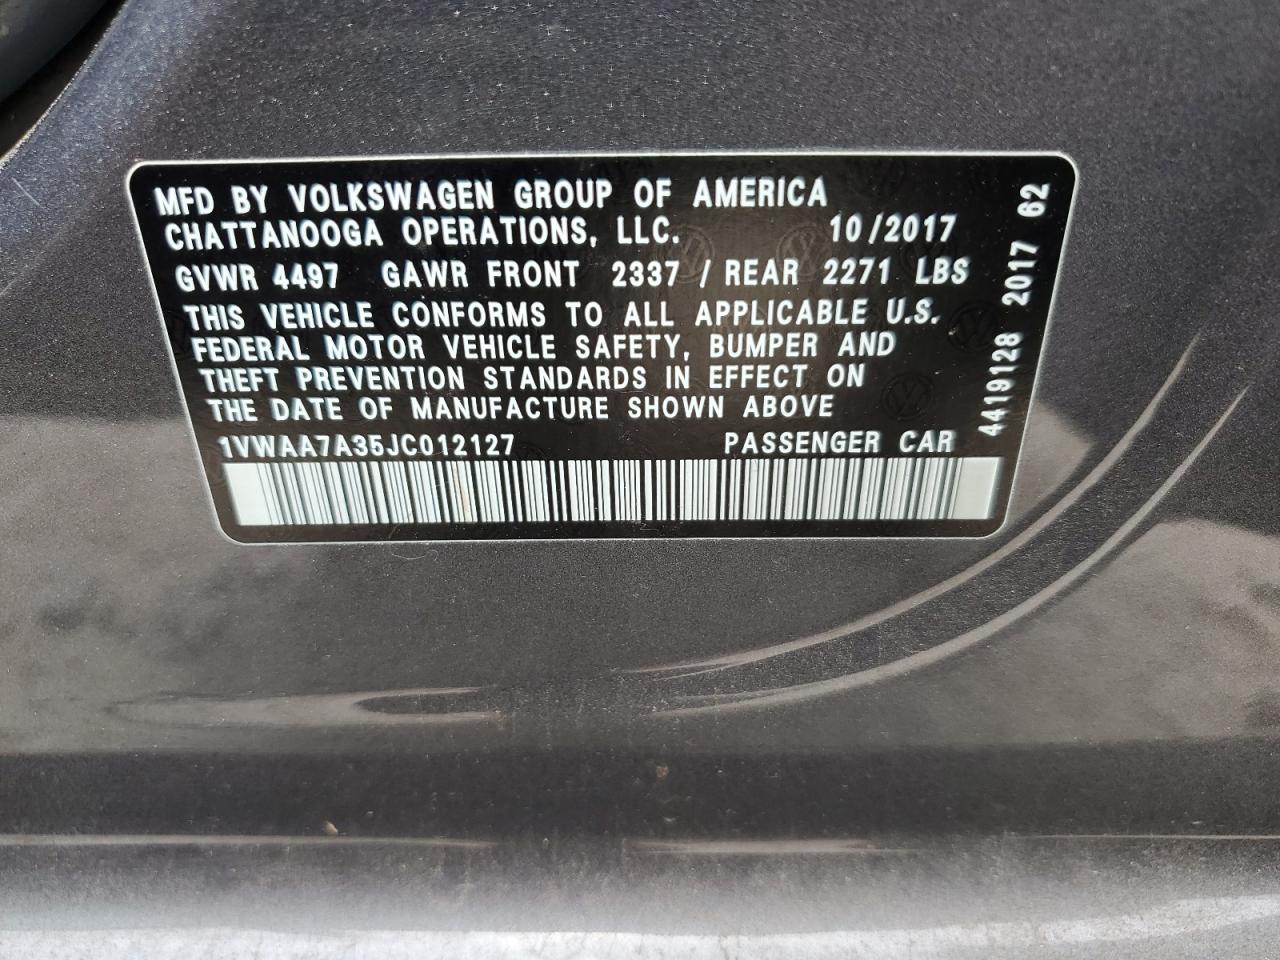 MFD BY VOLKSWAGEN GROUP OF AMERICA
CHATTANOOGA OPERATIONS, LLC. 10/2017
GVWR 4497 GAWR FRONT 2337 / REAR 2271 LBS
THIS VEHICLE CONFORMS TO ALL APPLICABLE U.S.
FEDERAL MOTOR VEHICLE SAFETY, BUMPER AND
THEFT PREVENTION STANDARDS IN EFFECT ON
THE DATE OF MANUFACTURE SHOWN ABOVE
1VWAA7A35JC012127 PASSENGER CAR
4419128 2017 62